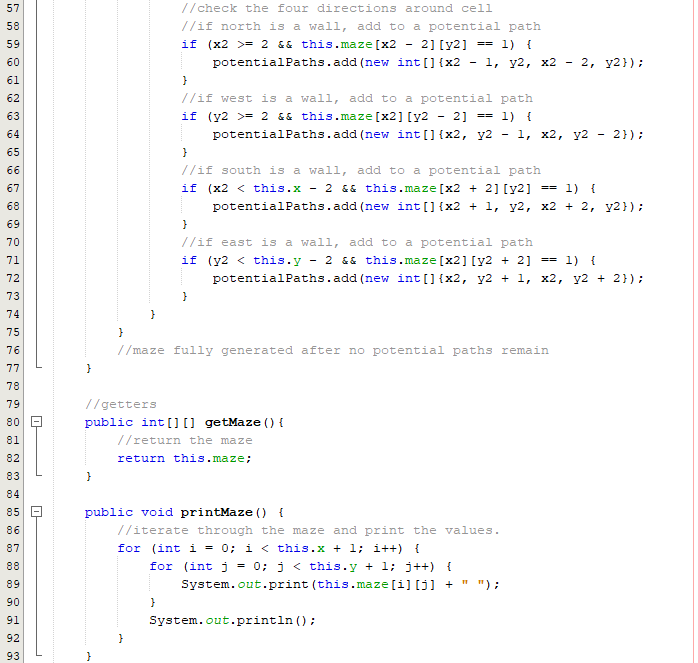 57 //check the four directions around cell
58 //if north is a wall, add to a potential path
59 if (x2 >= 2 && this.maze[x2 - 2][y2] == 1) {
60 potentialPaths.add(new int[]{x2 - 1, y2, x2 - 2, y2});
61 }
62 //if west is a wall, add to a potential path
63 if (y2 >= 2 && this.maze[x2][y2 - 2] == 1) {
64 potentialPaths.add(new int[]{x2, y2 - 1, x2, y2 - 2});
65 }
66 //if south is a wall, add to a potential path
67 if (x2 < this.x - 2 && this.maze[x2 + 2][y2] == 1) {
68 potentialPaths.add(new int[]{x2 + 1, y2, x2 + 2, y2});
69 }
70 //if east is a wall, add to a potential path
71 if (y2 < this.y - 2 && this.maze[x2][y2 + 2] == 1) {
72 potentialPaths.add(new int[]{x2, y2 + 1, x2, y2 + 2});
73 }
74 }
75 }
76 //maze fully generated after no potential paths remain
77 }
78
79 //getters
80 public int[][] getMaze(){
81 //return the maze
82 return this.maze;
83 }
84
85 public void printMaze() {
86 //iterate through the maze and print the values.
87 for (int i = 0; i < this.x + 1; i++) {
88 for (int j = 0; j < this.y + 1; j++) {
89 System.out.print(this.maze[i][j] + " ");
90 }
91 System.out.println();
92 }
93 }